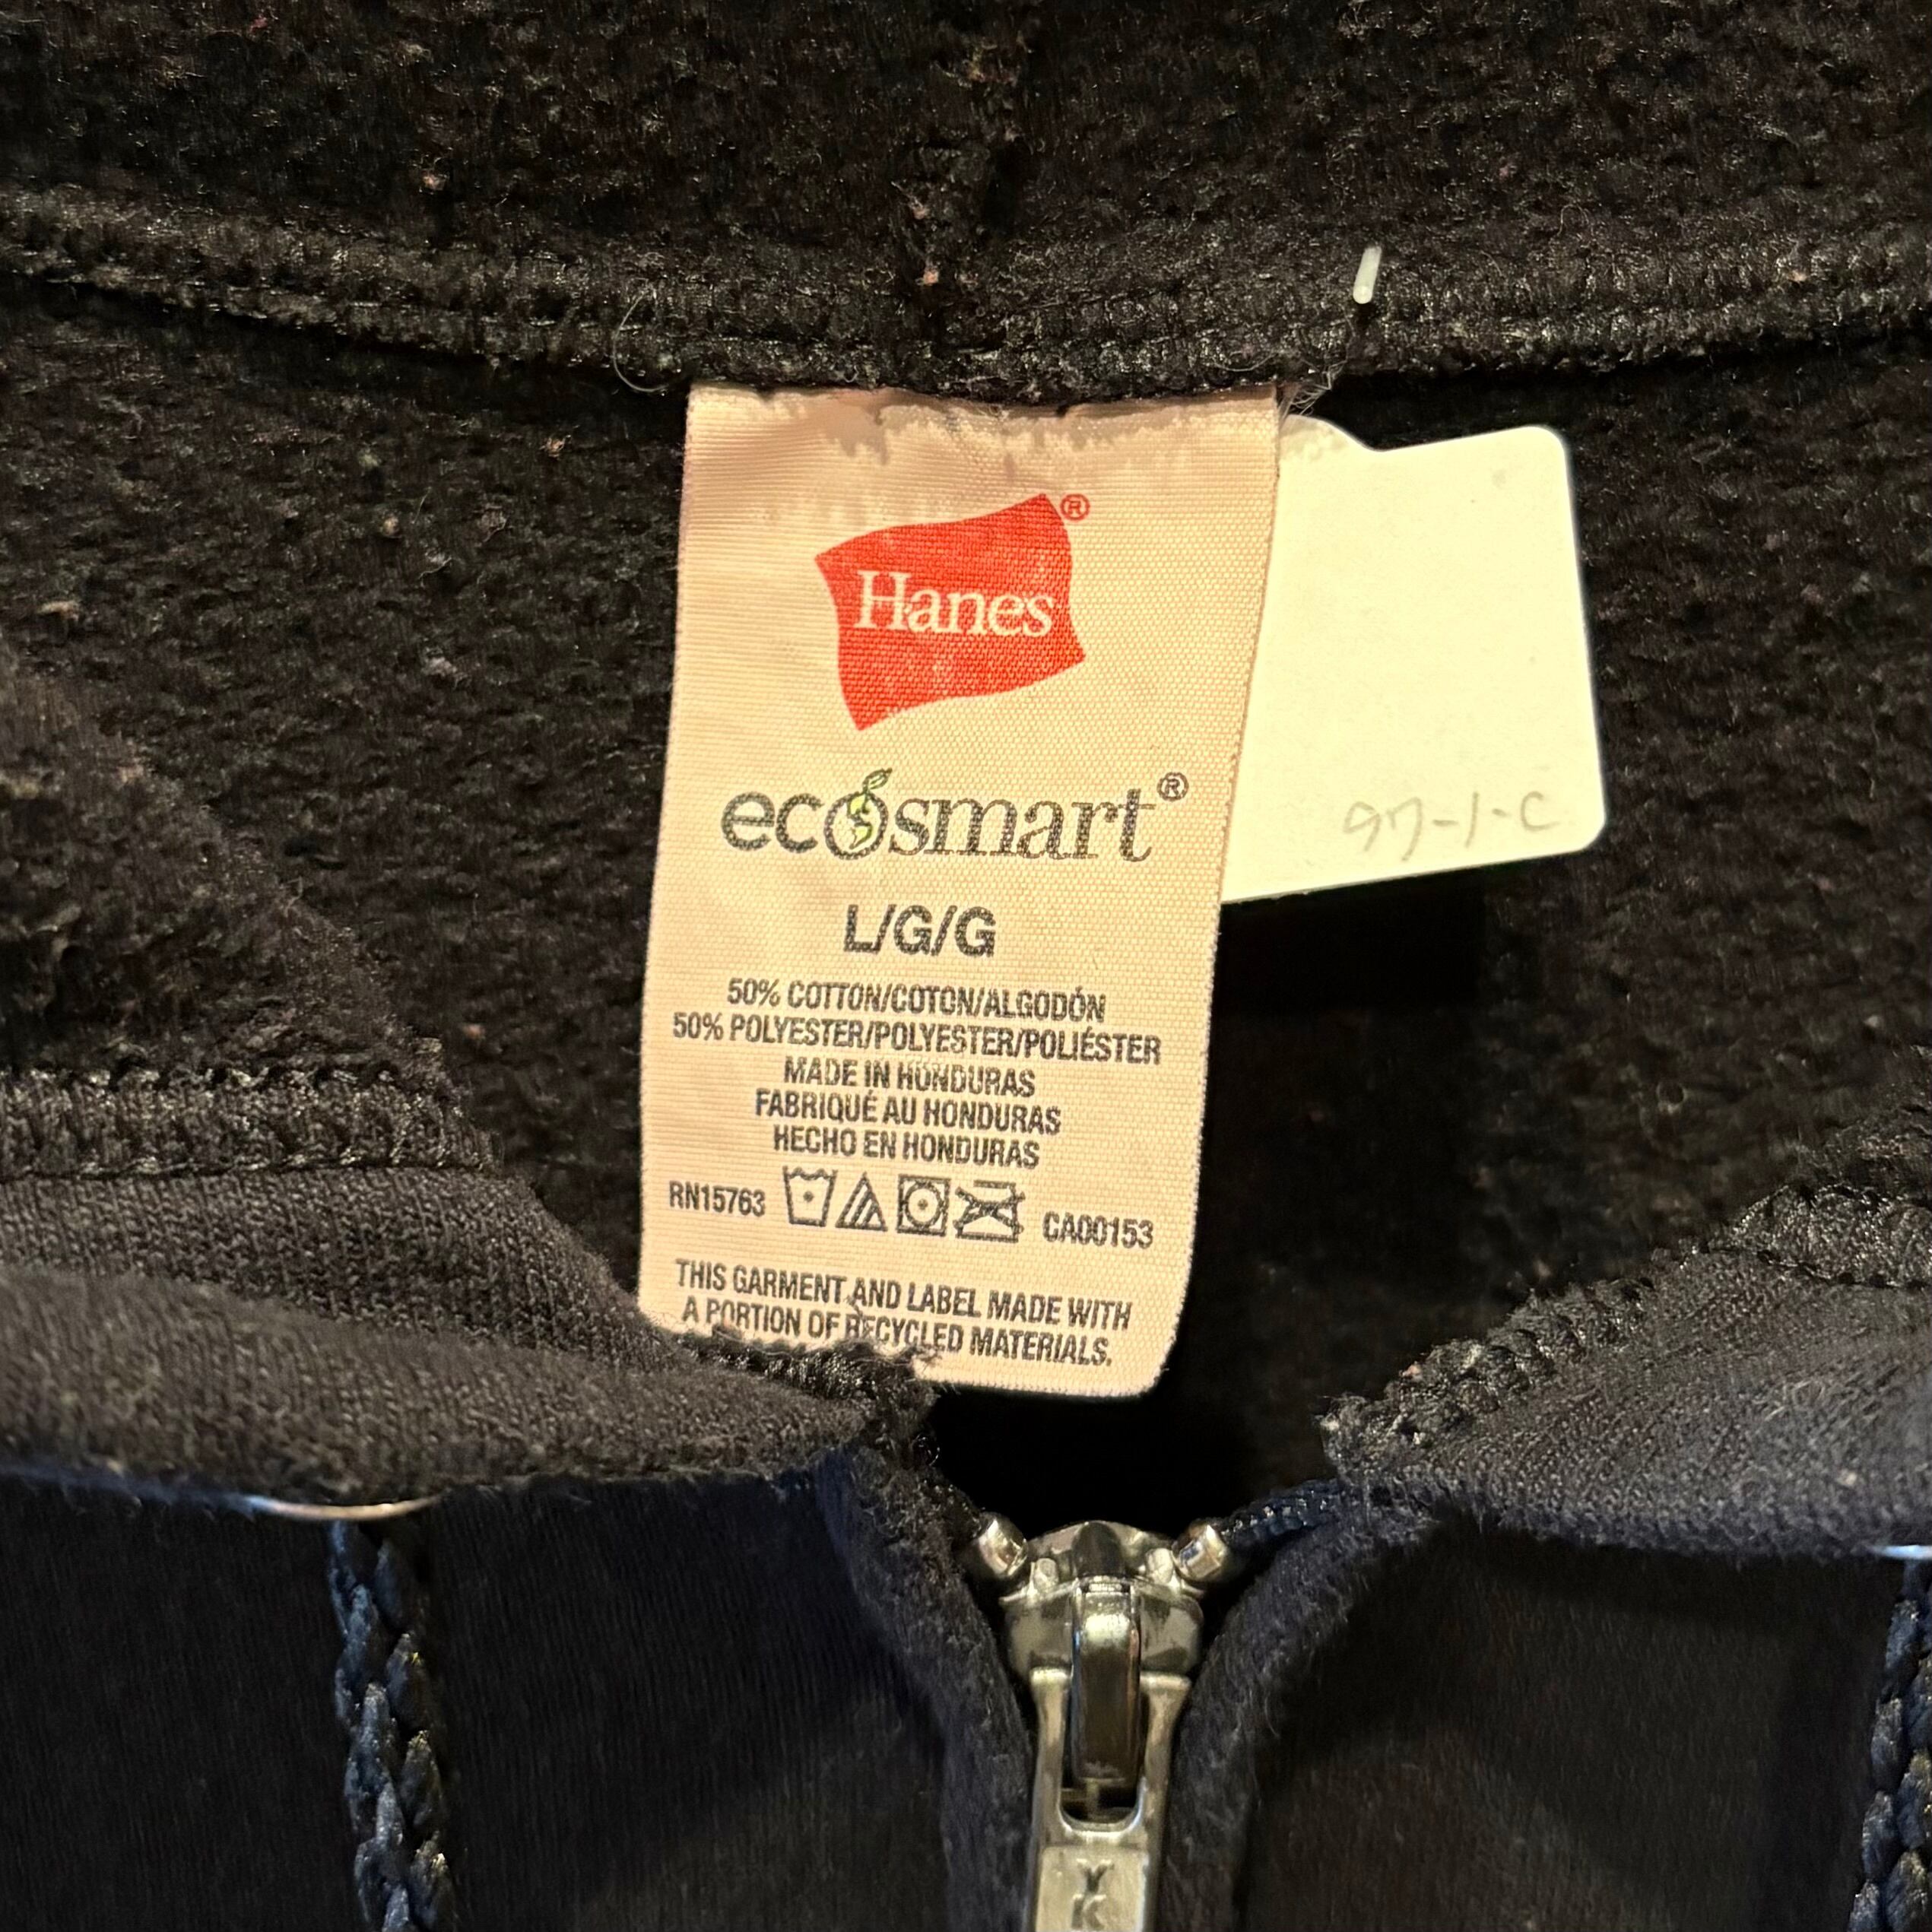 Hanes®
ecosmart®
L/G/G
50% COTTON/COTON/ALGODÓN
50% POLYESTER/POLYESTER/POLIÉSTER
MADE IN HONDURAS
FABRIQUÉ AU HONDURAS
HECHO EN HONDURAS
RN15763 CA00153
THIS GARMENT AND LABEL MADE WITH
A PORTION OF RECYCLED MATERIALS.
97-1-C
Y
K